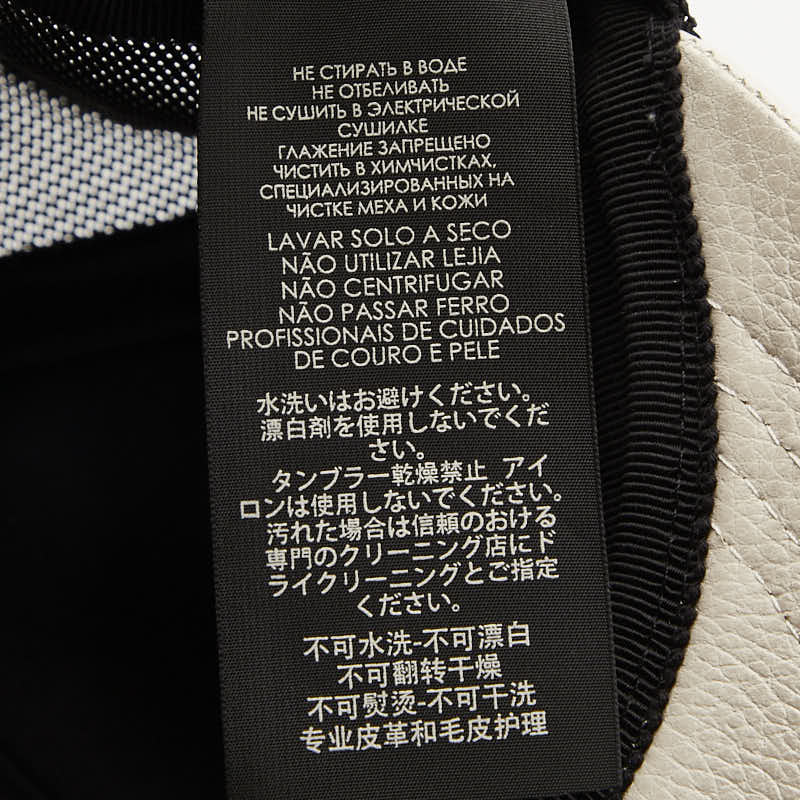 НЕ СТИРАТЬ В ВОДЕ
НЕ ОТБЕЛИВАТЬ
НЕ СУШИТЬ В ЭЛЕКТРИЧЕСКОЙ
СУШИЛКЕ
ГЛАЖЕНИЕ ЗАПРЕЩЕНО
ЧИСТИТЬ В ХИМЧИСТКАХ,
СПЕЦИАЛИЗИРОВАННЫХ НА
ЧИСТКЕ МЕХА И КОЖИ
LAVAR SOLO A SECO
NÃO UTILIZAR LEJIA
NÃO CENTRIFUGAR
NÃO PASSAR FERRO
PROFISSIONAIS DE CUIDADOS
DE COURO E PELE
水洗いはお避けください。
漂白剤を使用しないでくだ
さい。
タンブラー乾燥禁止 アイ
ロンは使用しないでください。
汚れた場合は信頼のおける
専門のクリーニング店にド
ライクリーニングとご指定
ください。
不可水洗-不可漂白
不可翻转干燥
不可熨烫-不可干洗
专业皮革和毛皮护理